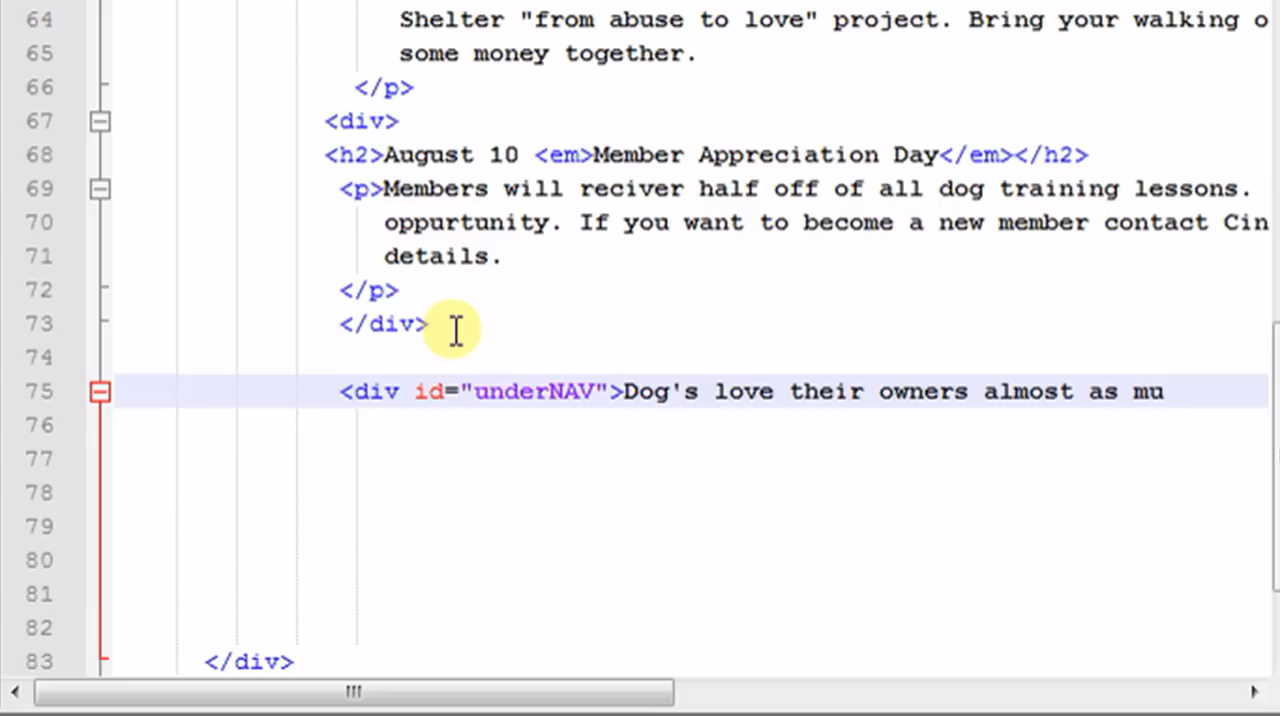 64 Shelter "from abuse to love" project. Bring your walking o
65 some money together.
66 </p>
67 <div>
68 <h2>August 10 <em>Member Appreciation Day</em></h2>
69 <p>Members will reciver half off of all dog training lessons.
70 oppurtunity. If you want to become a new member contact Cin
71 details.
72 </p>
73 </div>
74
75 <div id="underNAV">Dog's love their owners almost as mu
76
77
78
79
80
81
82
83 </div>